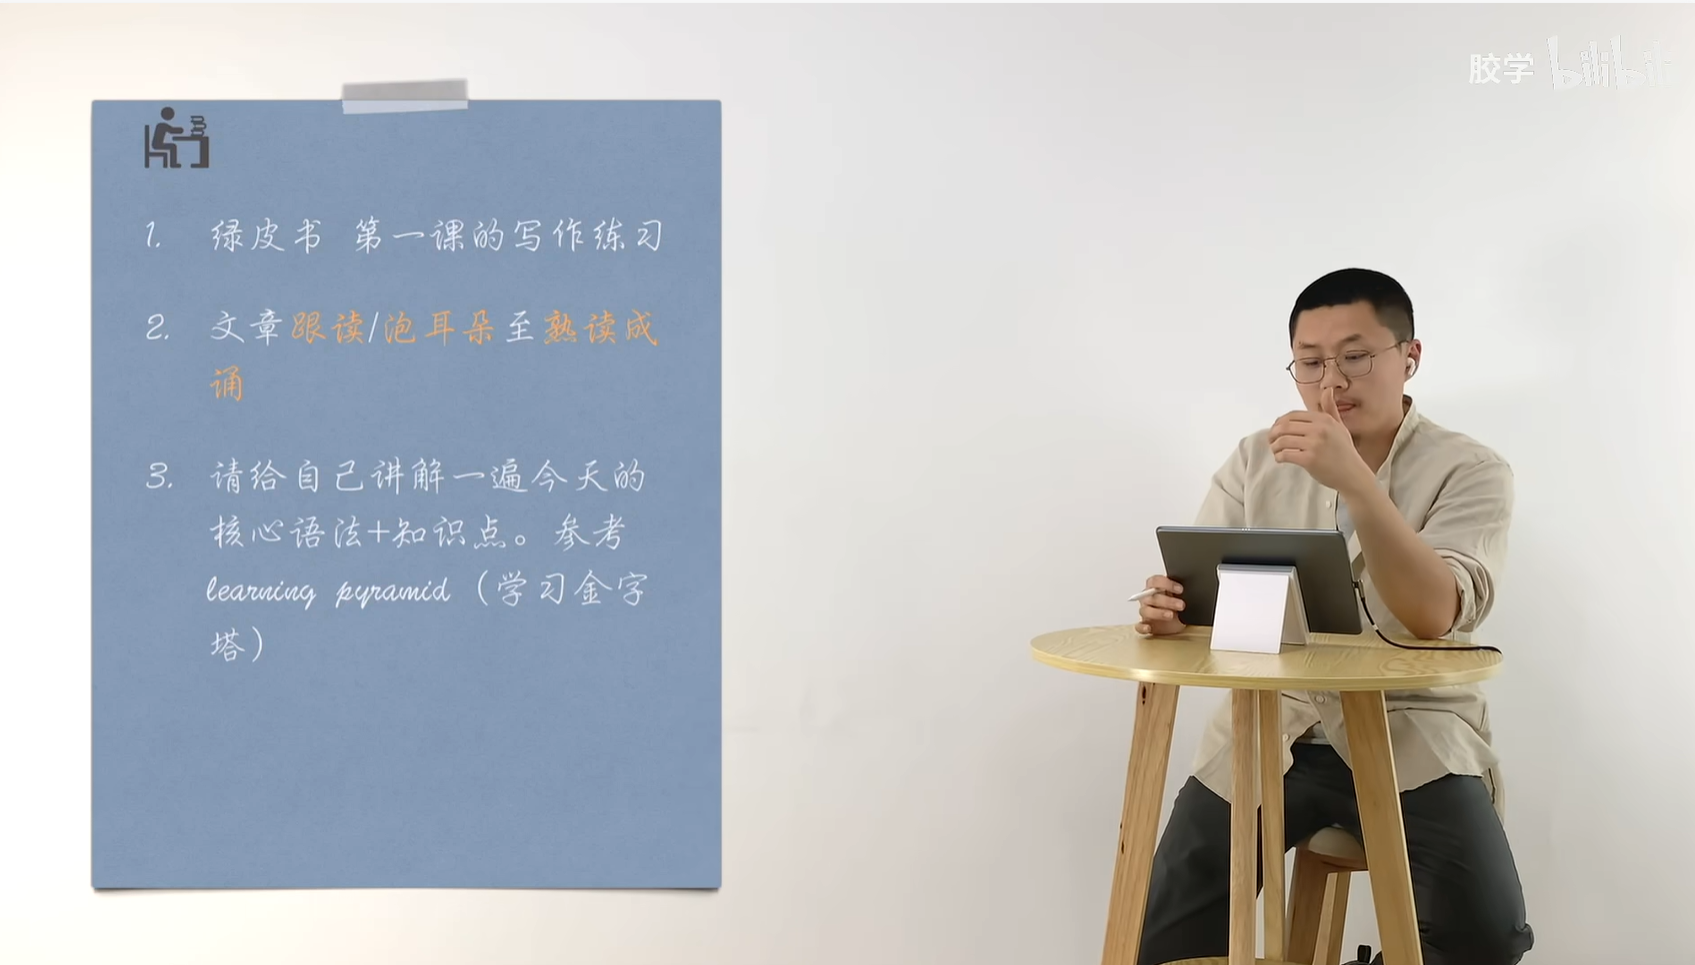 胶学 bilibili
1. 绿皮书 第一课的写作练习
2. 文章跟读/泡耳朵至熟读成
诵
3. 请给自己讲解一遍今天的
核心语法+知识点。参考
learning pyramid（学习金字
塔）